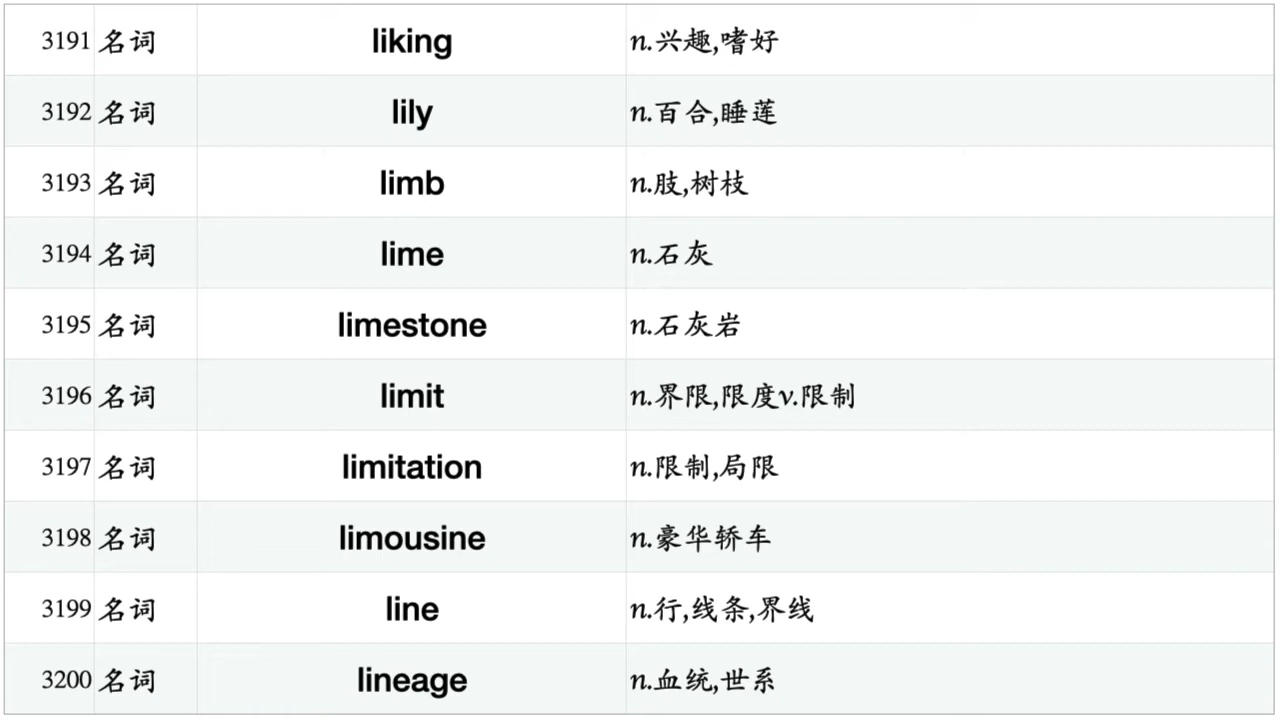 3191 名词 liking n.兴趣,嗜好
3192 名词 lily n.百合,睡莲
3193 名词 limb n.肢,树枝
3194 名词 lime n.石灰
3195 名词 limestone n.石灰岩
3196 名词 limit n.界限,限度v.限制
3197 名词 limitation n.限制,局限
3198 名词 limousine n.豪华轿车
3199 名词 line n.行,线条,界线
3200 名词 lineage n.血统,世系